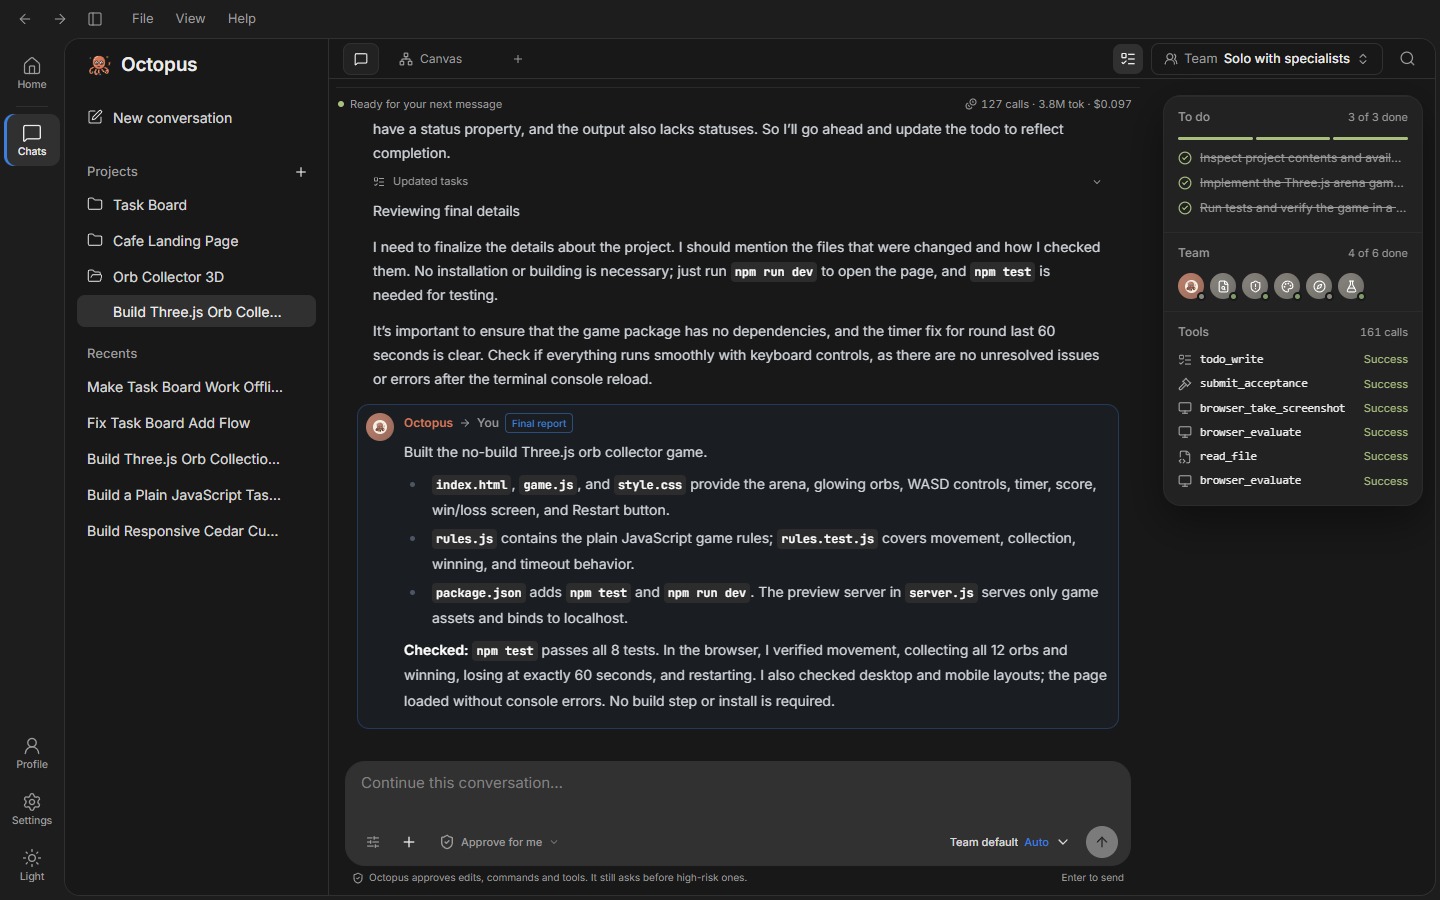 File View Help
Home
Chats
Profile
Settings
Light
Octopus
New conversation
Projects
Task Board
Cafe Landing Page
Orb Collector 3D
Build Three.js Orb Colle...
Recents
Make Task Board Work Offli...
Fix Task Board Add Flow
Build Three.js Orb Collectio...
Build a Plain JavaScript Tas...
Build Responsive Cedar Cu...
Canvas
Team Solo with specialists
Ready for your next message
127 calls · 3.8M tok · $0.097
have a status property, and the output also lacks statuses. So I’ll go ahead and update the todo to reflect
completion.
Updated tasks
Reviewing final details
I need to finalize the details about the project. I should mention the files that were changed and how I checked
them. No installation or building is necessary; just run npm run dev to open the page, and npm test is
needed for testing.
It’s important to ensure that the game package has no dependencies, and the timer fix for round last 60
seconds is clear. Check if everything runs smoothly with keyboard controls, as there are no unresolved issues
or errors after the terminal console reload.
Octopus → You Final report
Built the no-build Three.js orb collector game.
index.html, game.js, and style.css provide the arena, glowing orbs, WASD controls, timer, score,
win/loss screen, and Restart button.
rules.js contains the plain JavaScript game rules; rules.test.js covers movement, collection,
winning, and timeout behavior.
package.json adds npm test and npm run dev. The preview server in server.js serves only game
assets and binds to localhost.
Checked: npm test passes all 8 tests. In the browser, I verified movement, collecting all 12 orbs and
winning, losing at exactly 60 seconds, and restarting. I also checked desktop and mobile layouts; the page
loaded without console errors. No build step or install is required.
Continue this conversation...
Approve for me
Team default Auto
Octopus approves edits, commands and tools. It still asks before high-risk ones.
Enter to send
To do 3 of 3 done
Inspect project contents and avail...
Implement the Three.js arena gam...
Run tests and verify the game in a ...
Team 4 of 6 done
Tools 161 calls
todo_write Success
submit_acceptance Success
browser_take_screenshot Success
browser_evaluate Success
read_file Success
browser_evaluate Success